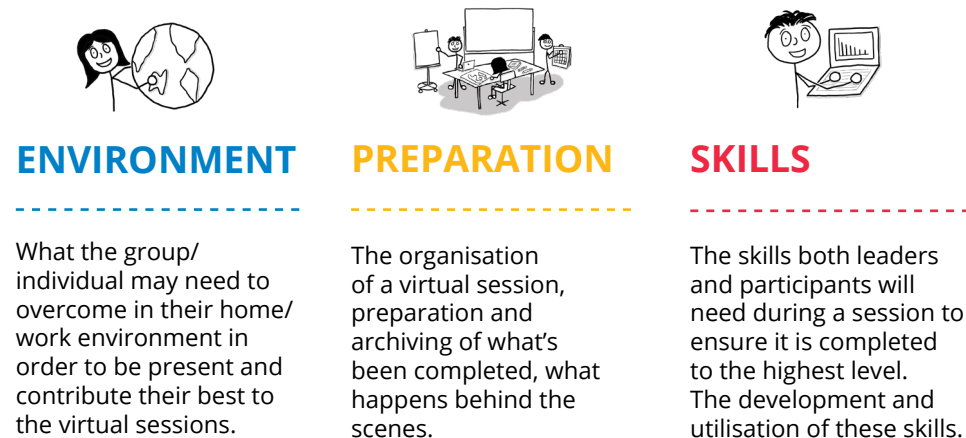 ENVIRONMENT
What the group/
individual may need to
overcome in their home/
work environment in
order to be present and
contribute their best to
the virtual sessions.
PREPARATION
The organisation
of a virtual session,
preparation and
archiving of what’s
been completed, what
happens behind the
scenes.
SKILLS
The skills both leaders
and participants will
need during a session to
ensure it is completed
to the highest level.
The development and
utilisation of these skills.